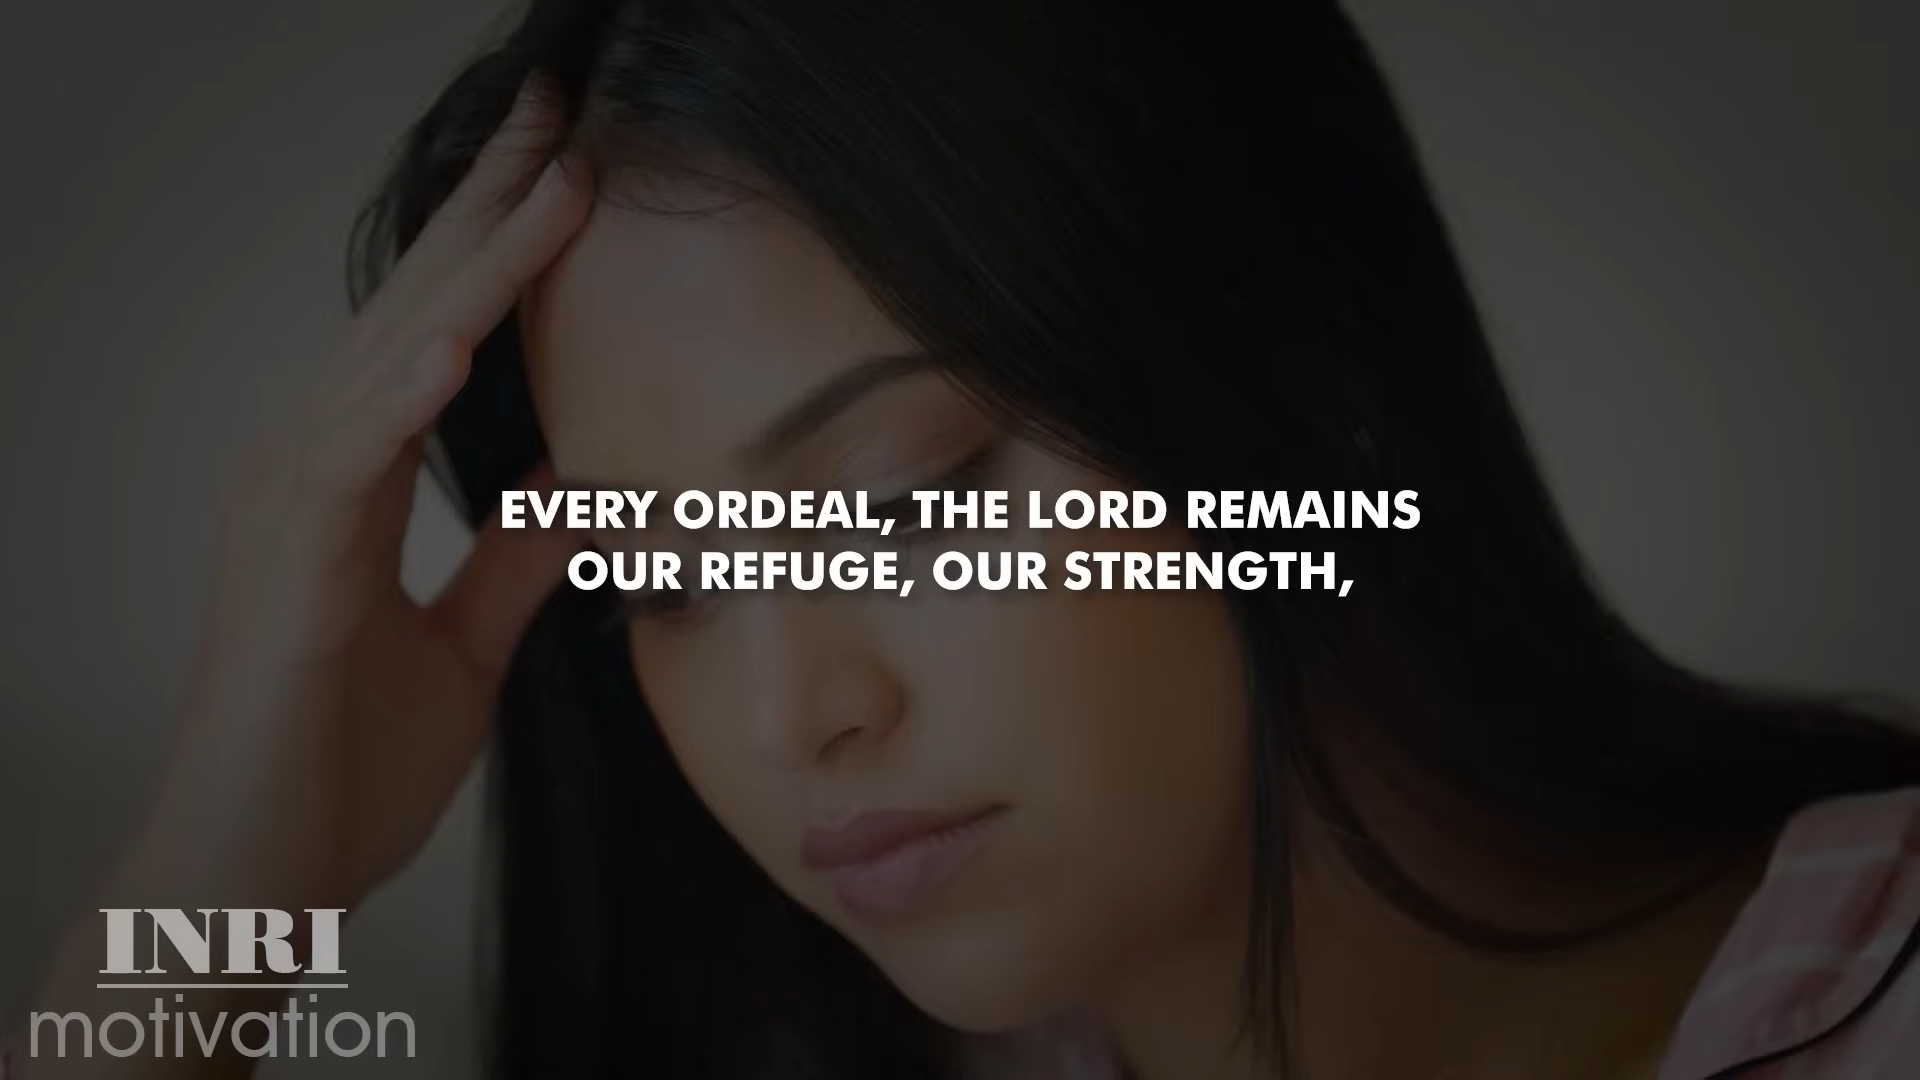 EVERY ORDEAL, THE LORD REMAINS
OUR REFUGE, OUR STRENGTH,
INRI
motivation